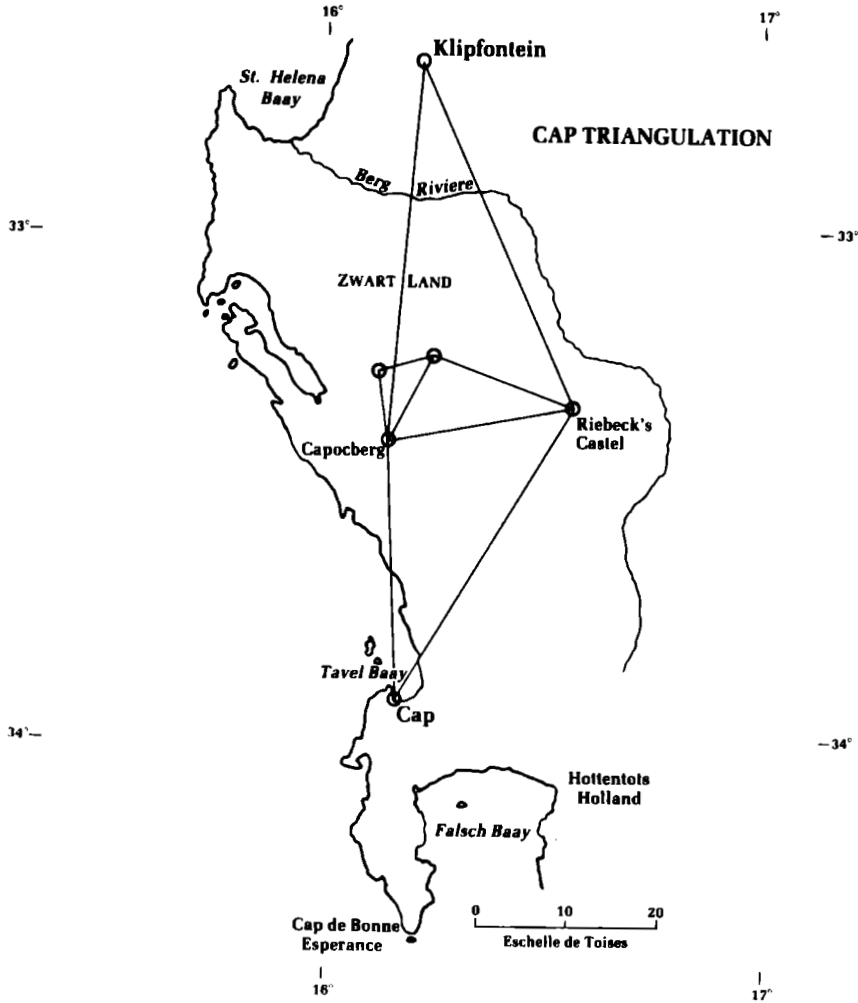 16°
17°
Klipfontein
St. Helena
Baay
CAP TRIANGULATION
Berg Riviere
33°
33°
ZWART LAND
Riebeck's
Castel
Capocberg
Tavel Baay
Cap
34°
34°
Hottentots
Holland
Falsch Baay
0 10 20
Eschelle de Toises
Cap de Bonne
Esperance
16°
17°